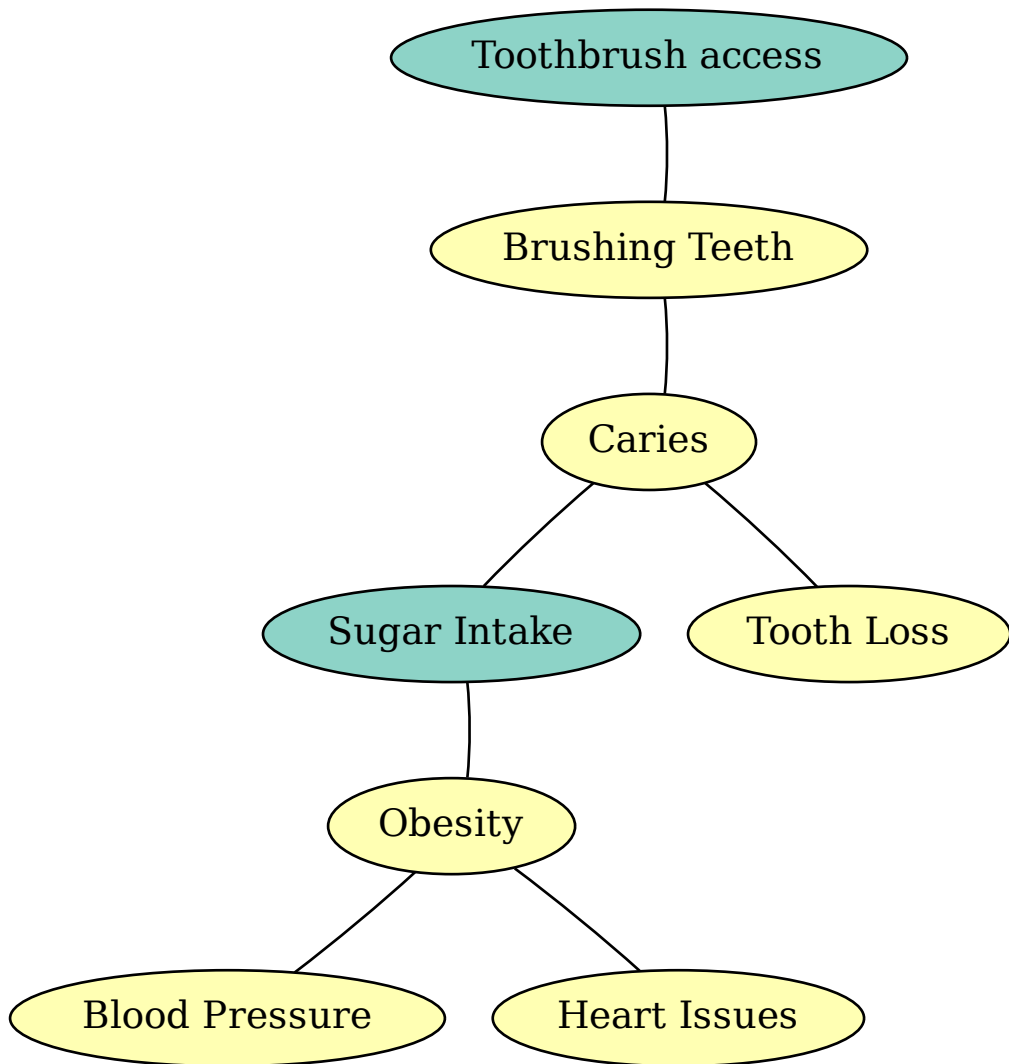 Toothbrush access
Brushing Teeth
Caries
Sugar Intake
Tooth Loss
Obesity
Blood Pressure
Heart Issues